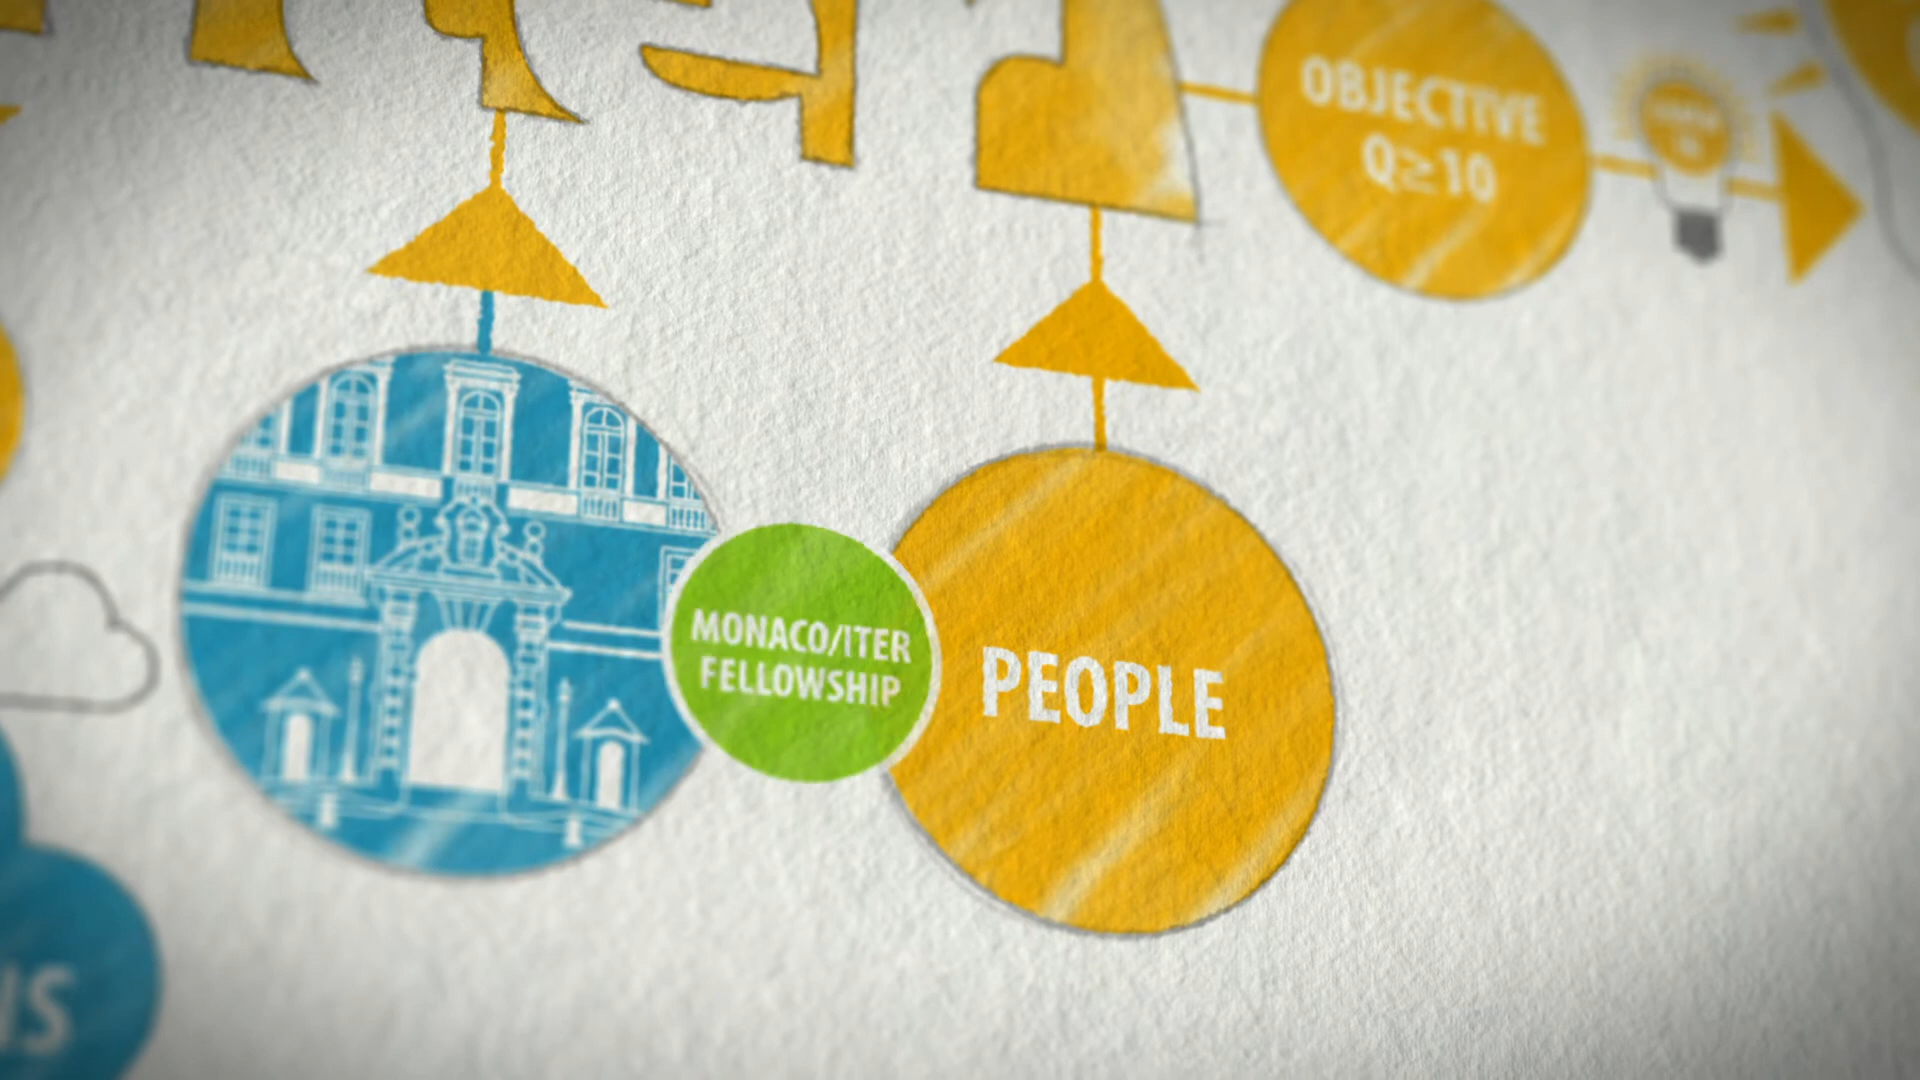 OBJECTIVE
Q≥10
MONACO/ITER
FELLOWSHIP
PEOPLE